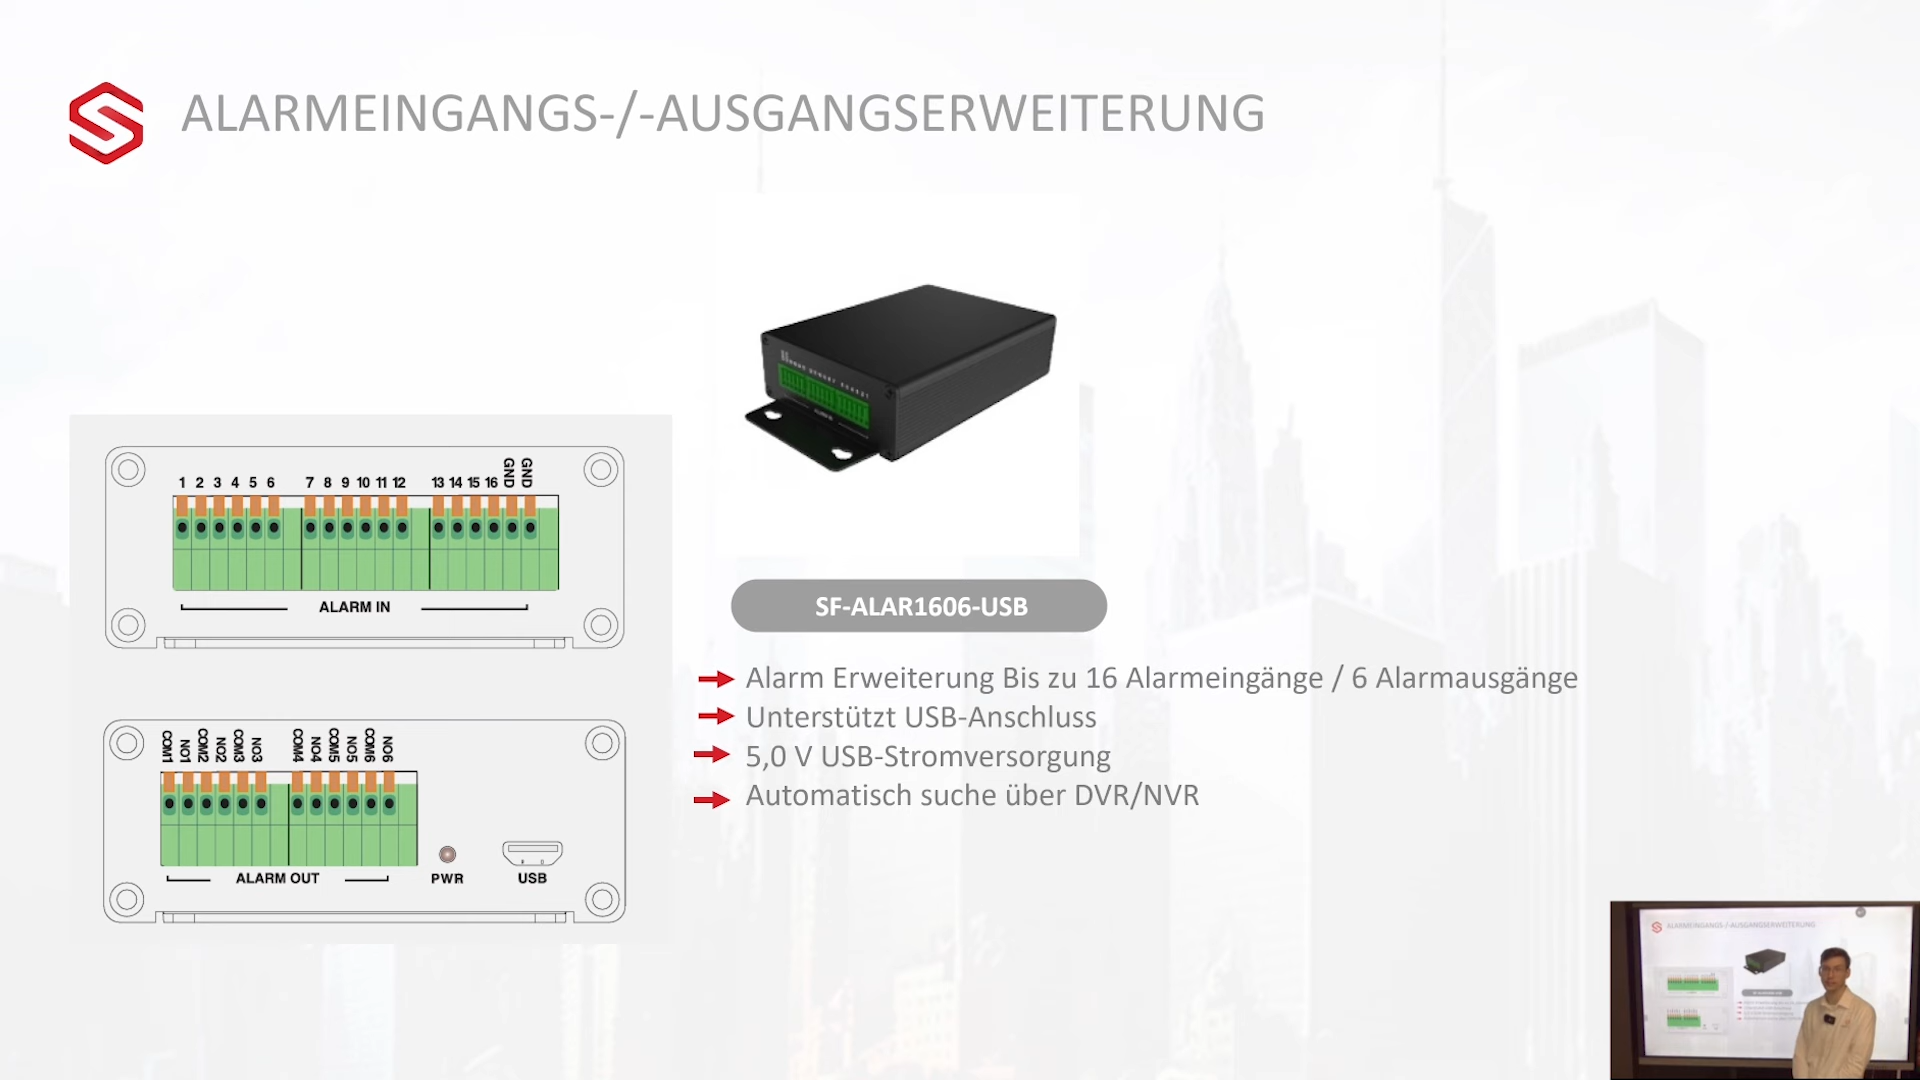 ALARMEINGANGS-/-AUSGANGSERWEITERUNG
1 2 3 4 5 6 7 8 9 10 11 12 13 14 15 16 GND GND
ALARM IN
COM1 NO1 COM2 NO2 COM3 NO3 COM4 NO4 COM5 NO5 COM6 NO6
ALARM OUT
PWR
USB
SF-ALAR1606-USB
Alarm Erweiterung Bis zu 16 Alarmeingänge / 6 Alarmausgänge
Unterstützt USB-Anschluss
5,0 V USB-Stromversorgung
Automatisch suche über DVR/NVR
ALARMEINGANGS-/-AUSGANGSERWEITERUNG